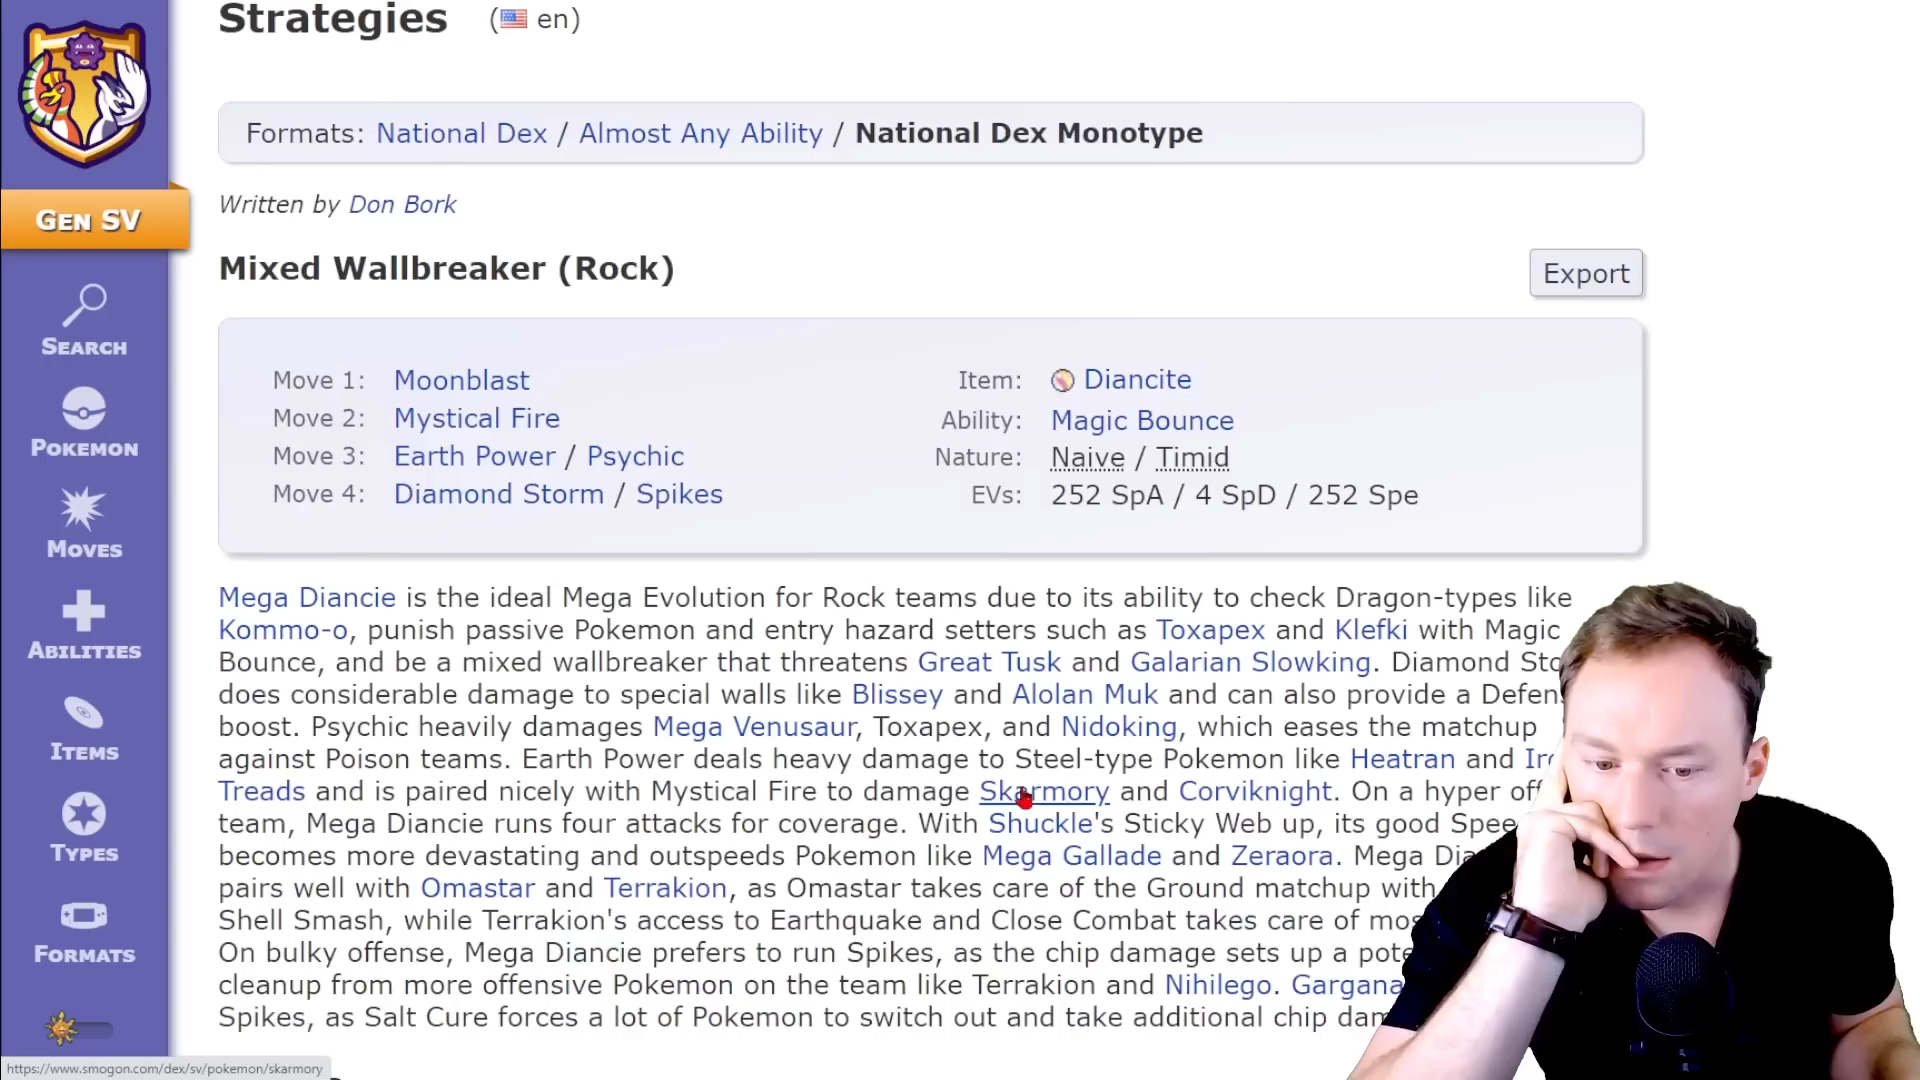 Strategies (en)
Formats: National Dex / Almost Any Ability / National Dex Monotype
Written by Don Bork
GEN SV
Mixed Wallbreaker (Rock)
Export
SEARCH
POKEMON
MOVES
ABILITIES
ITEMS
TYPES
FORMATS
Move 1: Moonblast
Move 2: Mystical Fire
Move 3: Earth Power / Psychic
Move 4: Diamond Storm / Spikes
Item: Diancite
Ability: Magic Bounce
Nature: Naive / Timid
EVs: 252 SpA / 4 SpD / 252 Spe
Mega Diancie is the ideal Mega Evolution for Rock teams due to its ability to check Dragon-types like
Kommo-o, punish passive Pokemon and entry hazard setters such as Toxapex and Klefki with Magic
Bounce, and be a mixed wallbreaker that threatens Great Tusk and Galarian Slowking. Diamond Sto
does considerable damage to special walls like Blissey and Alolan Muk and can also provide a Defens
boost. Psychic heavily damages Mega Venusaur, Toxapex, and Nidoking, which eases the matchup
against Poison teams. Earth Power deals heavy damage to Steel-type Pokemon like Heatran and Iro
Treads and is paired nicely with Mystical Fire to damage Skarmory and Corviknight. On a hyper off
team, Mega Diancie runs four attacks for coverage. With Shuckle's Sticky Web up, its good Spee
becomes more devastating and outspeeds Pokemon like Mega Gallade and Zeraora. Mega Dia
pairs well with Omastar and Terrakion, as Omastar takes care of the Ground matchup with
Shell Smash, while Terrakion's access to Earthquake and Close Combat takes care of mos
On bulky offense, Mega Diancie prefers to run Spikes, as the chip damage sets up a pote
cleanup from more offensive Pokemon on the team like Terrakion and Nihilego. Gargana
Spikes, as Salt Cure forces a lot of Pokemon to switch out and take additional chip dam
https://www.smogon.com/dex/sv/pokemon/skarmory